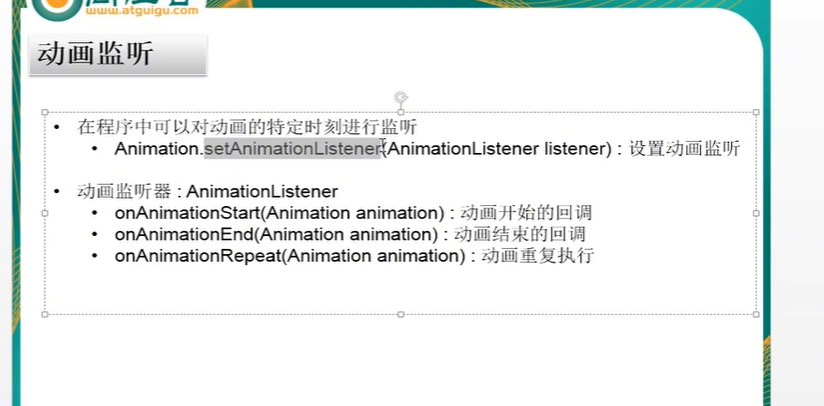 www.atguigu.com
动画监听
• 在程序中可以对动画的特定时刻进行监听
• Animation.setAnimationListener(AnimationListener listener) : 设置动画监听
• 动画监听器 : AnimationListener
• onAnimationStart(Animation animation) : 动画开始的回调
• onAnimationEnd(Animation animation) : 动画结束的回调
• onAnimationRepeat(Animation animation) : 动画重复执行